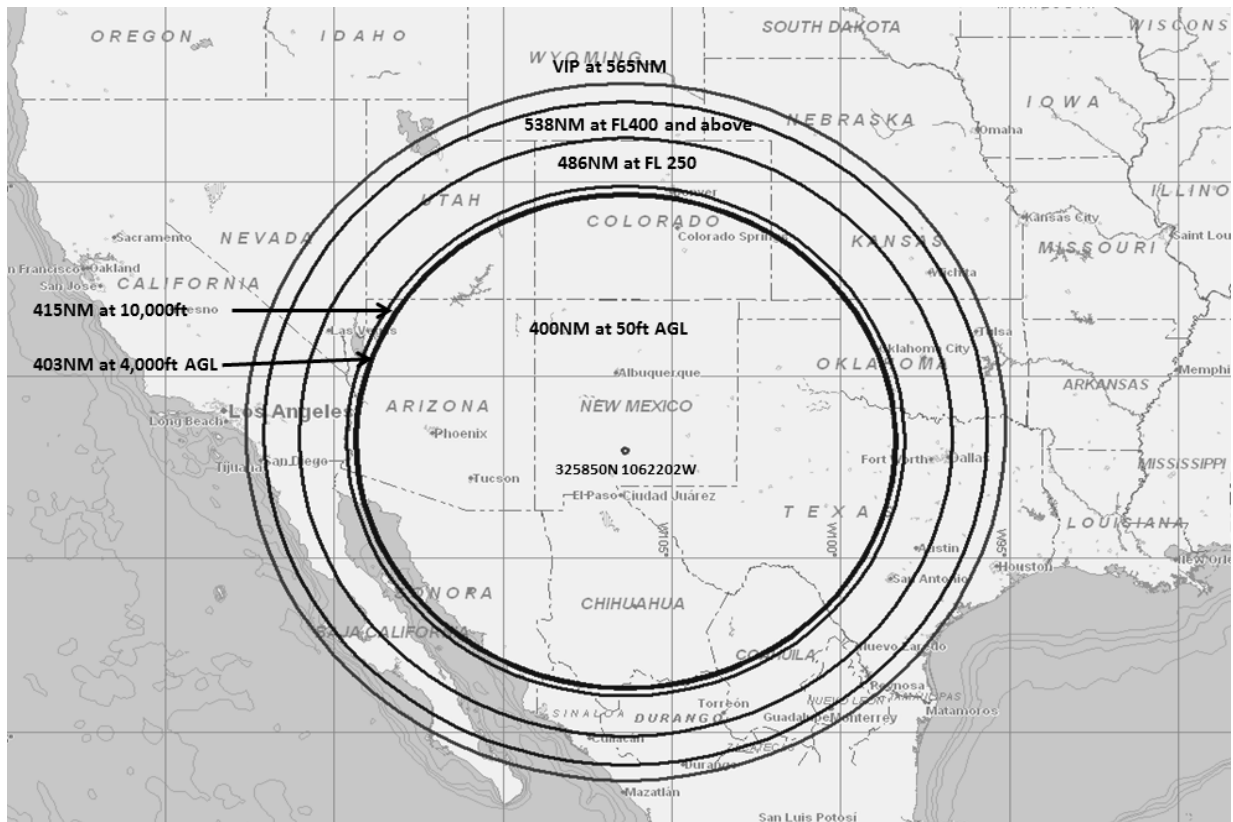 OREGON
IDAHO
WYOMING
SOUTH DAKOTA
WISCONS
VIP at 565NM
IOWA
538NM at FL400 and above
NEBRASKA
Omaha
486NM at FL 250
UTAH
Denver
ILLINO
COLORADO
Kansas City
Sacramento
NEVADA
Colorado Springs
KANSAS
MISSOURI
Saint Lou
n Francisco
Oakland
San Jose
CALIFORNIA
Wichita
415NM at 10,000ft
esno
400NM at 50ft AGL
Las Vegas
Tulsa
Oklahoma City
403NM at 4,000ft AGL
OKLAHOMA
Albuquerque
Memphi
ARKANSAS
Los Angeles
ARIZONA
NEW MEXICO
Long Beach
Phoenix
Tijuana
San Diego
325850N 1062202W
Fort Worth
Dallas
MISSISSIPPI
Tucson
El Paso
Ciudad Juárez
TEXAS
LOUISIANA
W105°
W100°
W95°
Austin
New Orle
Houston
San Antonio
SONORA
CHIHUAHUA
BAJA CALIFORNIA
COAHUILA
Nuevo Laredo
Reynosa
TAMAULIPAS
NUEVO LEON
Torreón
Matamoros
SINALOA
DURANGO
Guadalupe
Monterrey
Culiacán
ZACATECAS
Durango
Mazatlán
San Luis Potosí